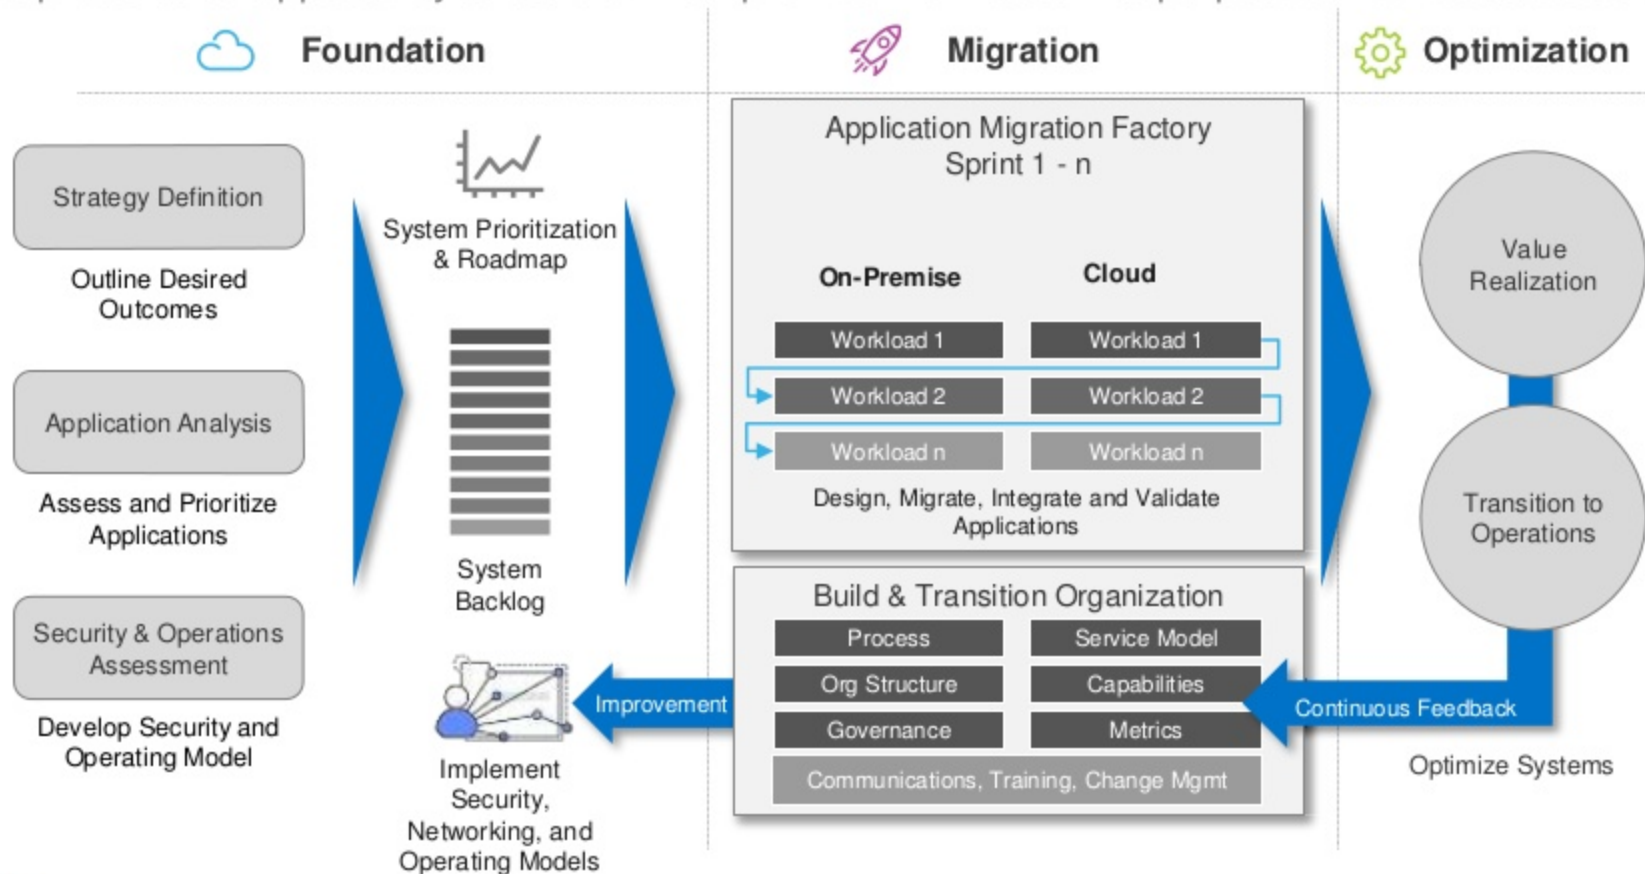 Foundation
Migration
Optimization
Strategy Definition
Outline Desired
Outcomes
Application Analysis
Assess and Prioritize
Applications
Security & Operations
Assessment
Develop Security and
Operating Model
System Prioritization
& Roadmap
System
Backlog
Implement
Security,
Networking, and
Operating Models
Improvement
Application Migration Factory
Sprint 1 - n
On-Premise
Cloud
Workload 1
Workload 1
Workload 2
Workload 2
Workload n
Workload n
Design, Migrate, Integrate and Validate
Applications
Build & Transition Organization
Process
Service Model
Org Structure
Capabilities
Governance
Metrics
Communications, Training, Change Mgmt
Value
Realization
Transition to
Operations
Continuous Feedback
Optimize Systems